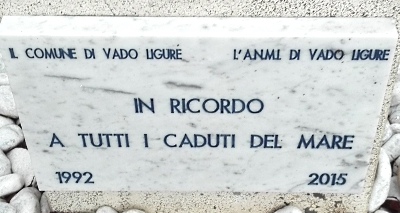 IL COMUNE DI VADO LIGURE L'A.N.M.I. DI VADO LIGURE
IN RICORDO
A TUTTI I CADUTI DEL MARE
1992 2015